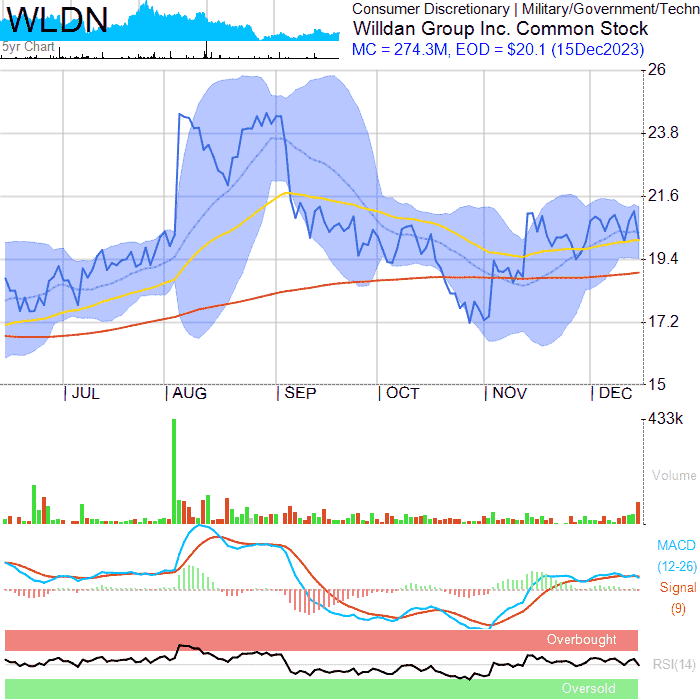 WLDN
5yr Chart
Consumer Discretionary | Military/Government/Techn
Willdan Group Inc. Common Stock
MC = 274.3M, EOD = $20.1 (15Dec2023)
26
23.8
21.6
19.4
17.2
15
JUL AUG SEP OCT NOV DEC
433k
Volume
MACD
(12-26)
Signal
(9)
Overbought
RSI(14)
Oversold